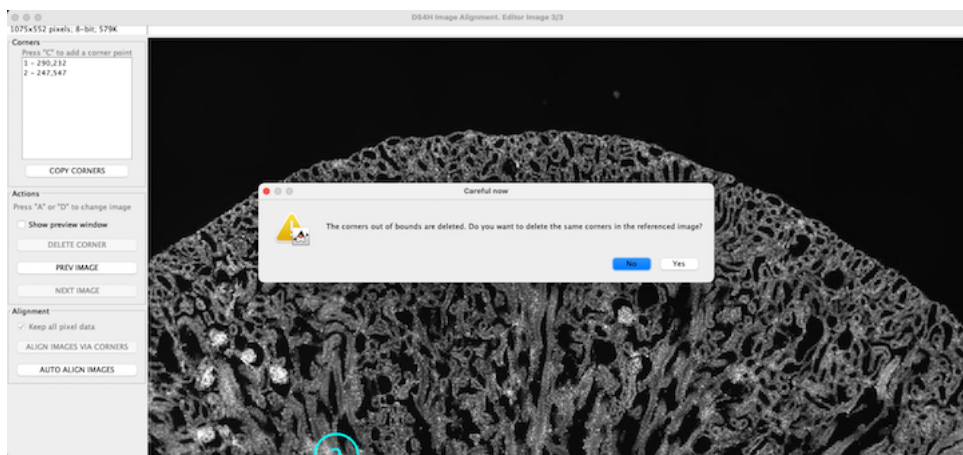 DS4H Image Alignment. Editor Image 3/3
1075x552 pixels; 8-bit; 579K
Corners
Press "C" to add a corner point
1 - 290,232
2 - 247,547
COPY CORNERS
Actions
Press "A" or "D" to change image
Show preview window
DELETE CORNER
PREV IMAGE
NEXT IMAGE
Alignment
Keep all pixel data
ALIGN IMAGES VIA CORNERS
AUTO ALIGN IMAGES
Careful now
The corners out of bounds are deleted. Do you want to delete the same corners in the referenced image?
No
Yes